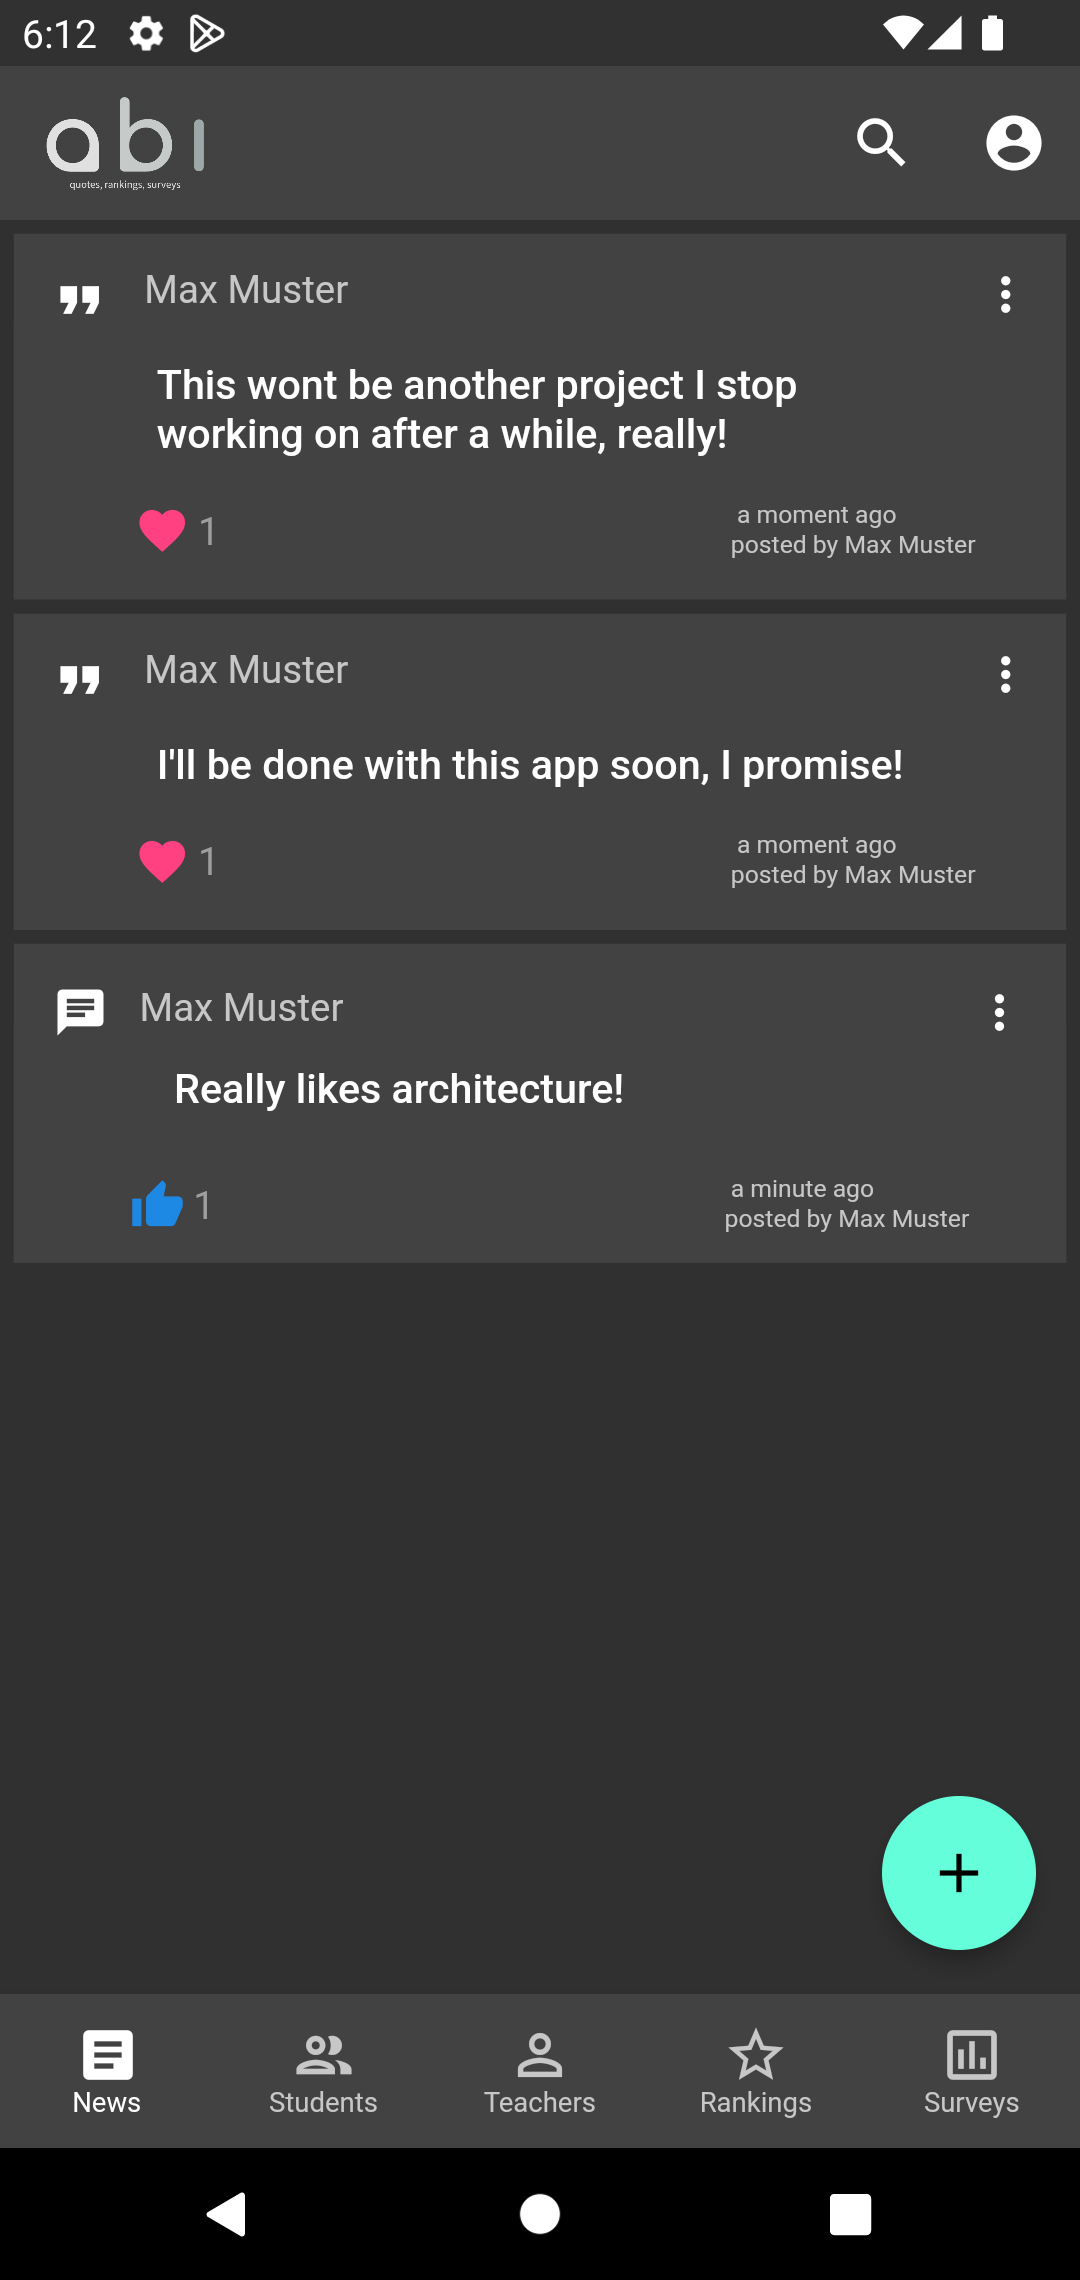 6:12
abi
quotes, rankings, surveys
Max Muster
This wont be another project I stop
working on after a while, really!
1
a moment ago
posted by Max Muster
Max Muster
I'll be done with this app soon, I promise!
1
a moment ago
posted by Max Muster
Max Muster
Really likes architecture!
1
a minute ago
posted by Max Muster
News
Students
Teachers
Rankings
Surveys